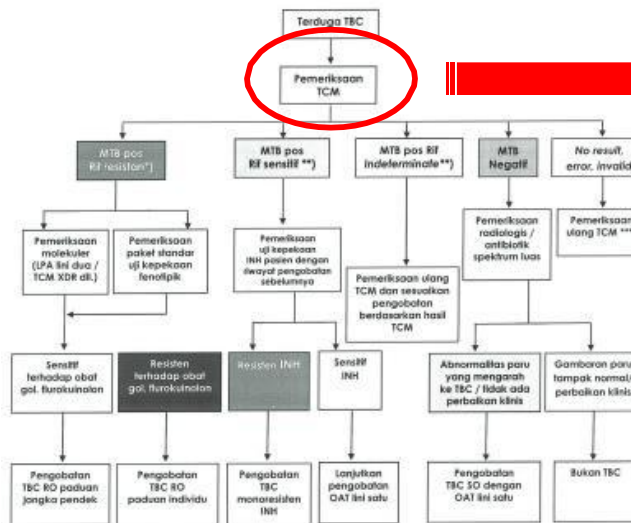 Terduga TBC
Pemeriksaan
TCM
MTB pos
Rif resistan*)
MTB pos
Rif sensitif **)
MTB pos Rif
indeterminate**)
MTB
Negatif
No result,
error, invalid
Pemeriksaan
molekuler
(LPA lini dua /
TCM XDR dll.)
Pemeriksaan
paket standar
uji kepekaan
fenotipik
Pemeriksaan
uji kepekaan
INH pasien dengan
riwayat pengobatan
sebelumnya
Pemeriksaan ulang
TCM dan sesuaikan
pengobatan
berdasarkan hasil
TCM
Pemeriksaan
radiologis /
antibiotik
spektrum luas
Pemeriksaan
ulang TCM ***
Sensitif
terhadap obat
gol. flurokuinolon
Resisten
terhadap obat
gol. flurokuinolon
Resisten INH
Sensitif
INH
Abnormalitas paru
yang mengarah
ke TBC / tidak ada
perbaikan klinis
Gambaran paru
tampak normal/
perbaikan klinis
Pengobatan
TBC RO paduan
jangka pendek
Pengobatan
TBC RO
paduan individu
Pengobatan
TBC
monoresisten
INH
Lanjutkan
pengobatan
OAT lini satu
Pengobatan
TBC SO dengan
OAT lini satu
Bukan TBC